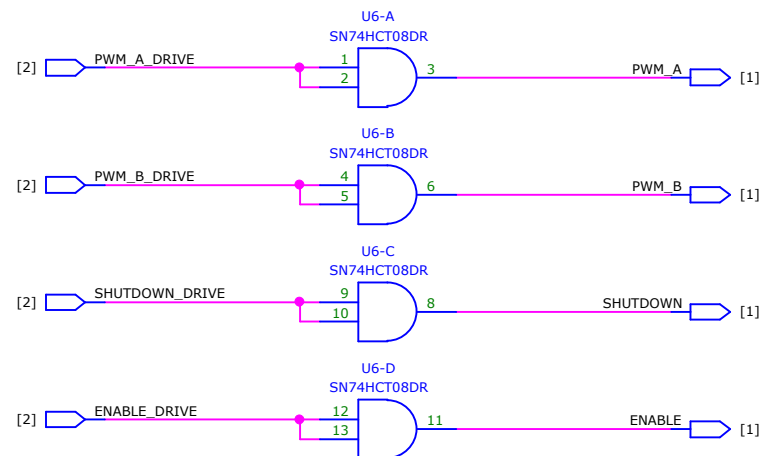 U6-A
SN74HCT08DR
[2] PWM_A_DRIVE 1 2 3 PWM_A [1]
U6-B
SN74HCT08DR
[2] PWM_B_DRIVE 4 5 6 PWM_B [1]
U6-C
SN74HCT08DR
[2] SHUTDOWN_DRIVE 9 10 8 SHUTDOWN [1]
U6-D
SN74HCT08DR
[2] ENABLE_DRIVE 12 13 11 ENABLE [1]